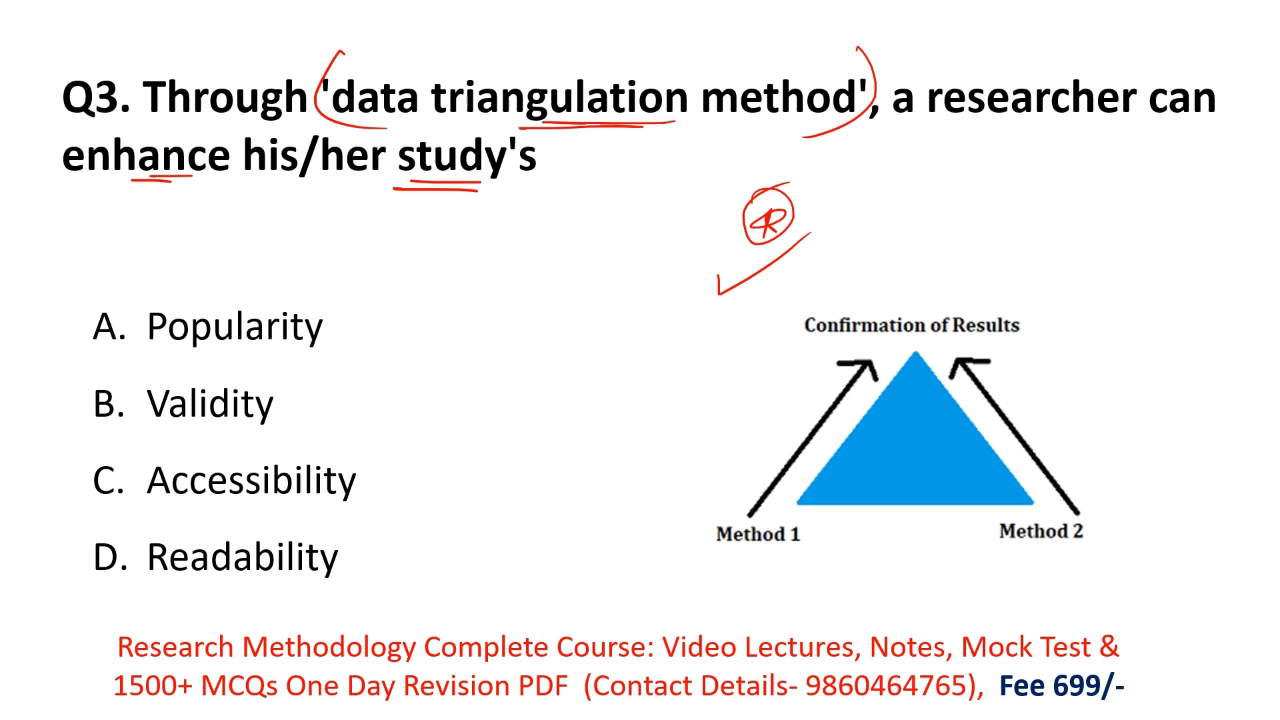 Q3. Through 'data triangulation method', a researcher can
enhance his/her study's
R
A. Popularity
B. Validity
C. Accessibility
D. Readability
Confirmation of Results
Method 1
Method 2
Research Methodology Complete Course: Video Lectures, Notes, Mock Test &
1500+ MCQs One Day Revision PDF (Contact Details- 9860464765), Fee 699/-